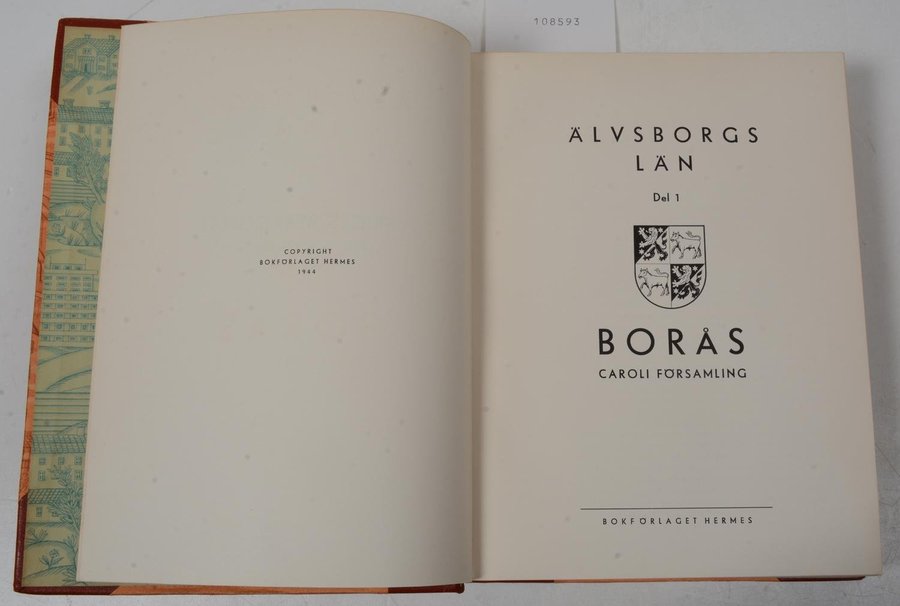 108593
COPYRIGHT
BOKFÖRLAGET HERMES
1944
ÄLVSBORGS
LÄN
Del 1
BORÅS
CAROLI FÖRSAMLING
BOKFÖRLAGET HERMES